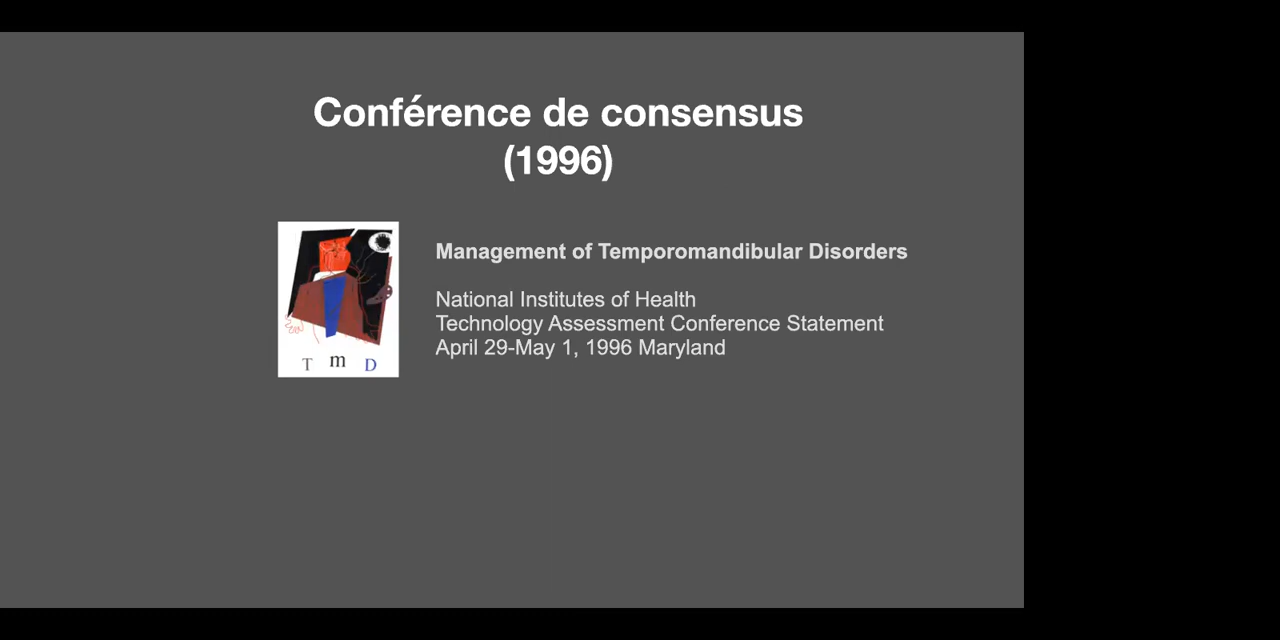 Conférence de consensus
(1996)
Management of Temporomandibular Disorders
National Institutes of Health
Technology Assessment Conference Statement
April 29-May 1, 1996 Maryland
T m D